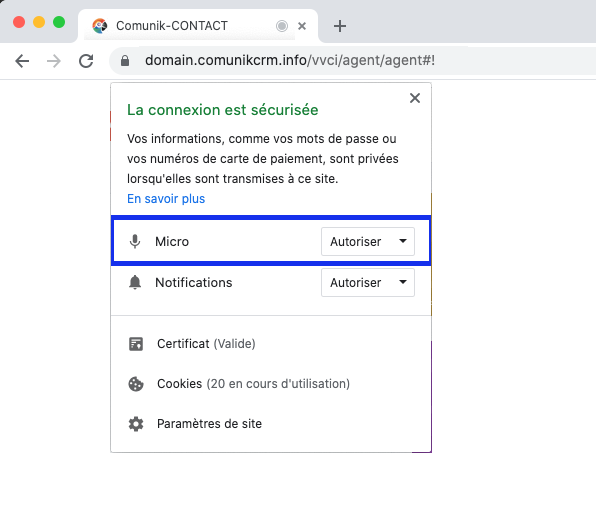 Comunik-CONTACT
domain.comunikcrm.info/vvci/agent/agent#!
La connexion est sécurisée
Vos informations, comme vos mots de passe ou
vos numéros de carte de paiement, sont privées
lorsqu'elles sont transmises à ce site.
En savoir plus
Micro Autoriser
Notifications Autoriser
Certificat (Valide)
Cookies (20 en cours d'utilisation)
Paramètres de site